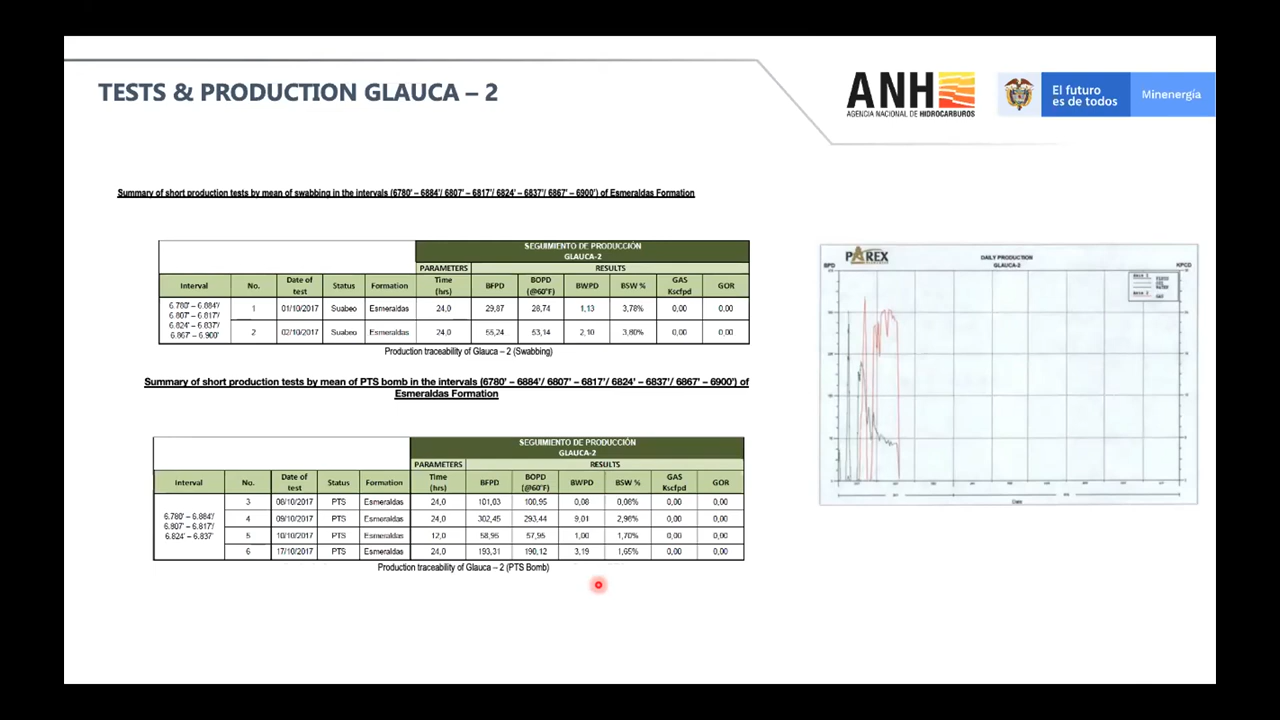 TESTS & PRODUCTION GLAUCA – 2
ANH
AGENCIA NACIONAL DE HIDROCARBUROS
El futuro
es de todos
Minenergía
Summary of short production tests by mean of swabbing in the intervals (6780’ – 6884’/ 6807’ – 6817’/ 6824’ – 6837’/ 6867’ – 6900’) of Esmeraldas Formation
SEGUIMIENTO DE PRODUCCIÓN
GLAUCA-2
PARAMETERS RESULTS
Interval No. Date of test Status Formation Time (hrs) BFPD BOPD (@60°F) BWPD BSW % GAS Kscfpd GOR
6.780' – 6.884'/
6.807' – 6.817'/
6.824' – 6.837'/
6.867' – 6.900'
1 01/10/2017 Suabeo Esmeraldas 24,0 29,87 28,74 1,13 3,78% 0,00 0,00
2 02/10/2017 Suabeo Esmeraldas 24,0 55,24 53,14 2,10 3,80% 0,00 0,00
Production traceability of Glauca – 2 (Swabbing)
Summary of short production tests by mean of PTS bomb in the intervals (6780’ – 6884’/ 6807’ – 6817’/ 6824’ – 6837’/ 6867’ – 6900’) of
Esmeraldas Formation
SEGUIMIENTO DE PRODUCCIÓN
GLAUCA-2
PARAMETERS RESULTS
Interval No. Date of test Status Formation Time (hrs) BFPD BOPD (@60°F) BWPD BSW % GAS Kscfpd GOR
6.780' – 6.884'/
6.807' – 6.817'/
6.824' – 6.837'
3 08/10/2017 PTS Esmeraldas 24,0 101,03 100,95 0,08 0,08% 0,00 0,00
4 09/10/2017 PTS Esmeraldas 24,0 302,45 293,44 9,01 2,98% 0,00 0,00
5 10/10/2017 PTS Esmeraldas 12,0 58,95 57,95 1,00 1,70% 0,00 0,00
6 17/10/2017 PTS Esmeraldas 24,0 193,31 190,12 3,19 1,65% 0,00 0,00
Production traceability of Glauca – 2 (PTS Bomb)
PAREX
DAILY PRODUCTION
GLAUCA-2
BPD
KPCD
Date